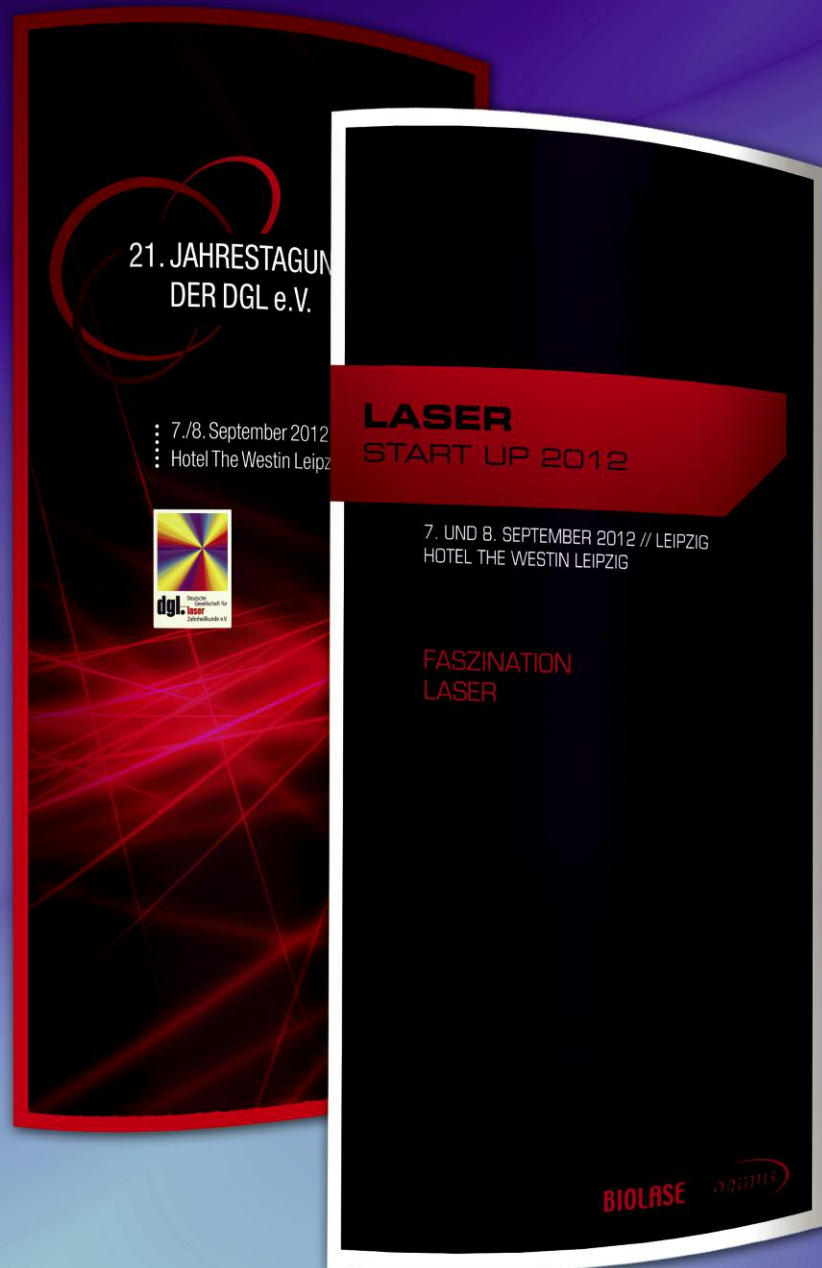 21. JAHRESTAGUN
DER DGL e.V.
7./8. September 2012
Hotel The Westin Leipz
dgl.
Deutsche
Gesellschaft für
laser
Zahnheilkunde e.V.
LASER
START UP 2012
7. UND 8. SEPTEMBER 2012 // LEIPZIG
HOTEL THE WESTIN LEIPZIG
FASZINATION
LASER
BIOLASE